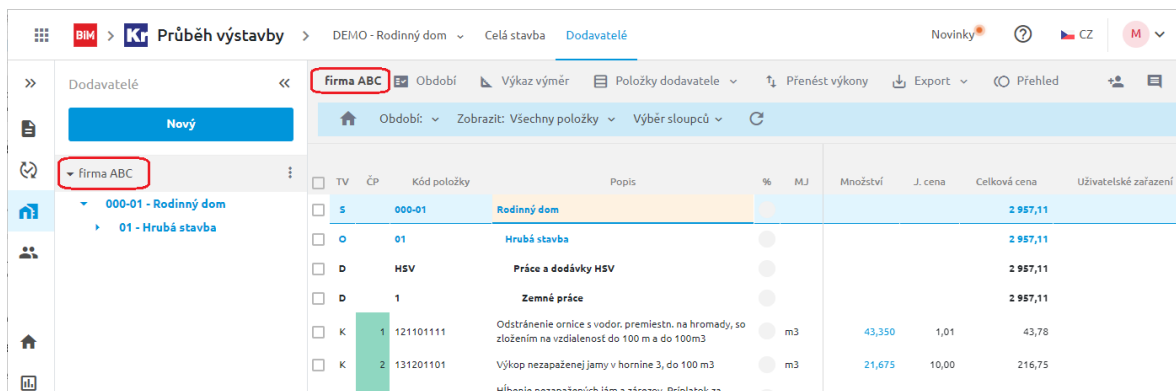 BIM > Kr Průběh výstavby > DEMO - Rodinný dom Celá stavba Dodavatelé Novinky CZ M
Dodavatelé
firma ABC Období Výkaz výměr Položky dodavatele Přenést výkony Export Přehled
Nový
Období: Zobrazit: Všechny položky Výběr sloupců
firma ABC
TV ČP Kód položky Popis % MJ Množství J. cena Celková cena Uživatelské zařazení
000-01 - Rodinný dom
S 000-01 Rodinný dom 2 957,11
01 - Hrubá stavba
O 01 Hrubá stavba 2 957,11
D HSV Práce a dodávky HSV 2 957,11
D 1 Zemné práce 2 957,11
K 1 121101111 Odstránenie ornice s vodor. premiestn. na hromady, so m3 43,350 1,01 43,78
zložením na vzdialenosť do 100 m a do 100m3
K 2 131201101 Výkop nezapaženej jamy v hornine 3, do 100 m3 m3 21,675 10,00 216,75